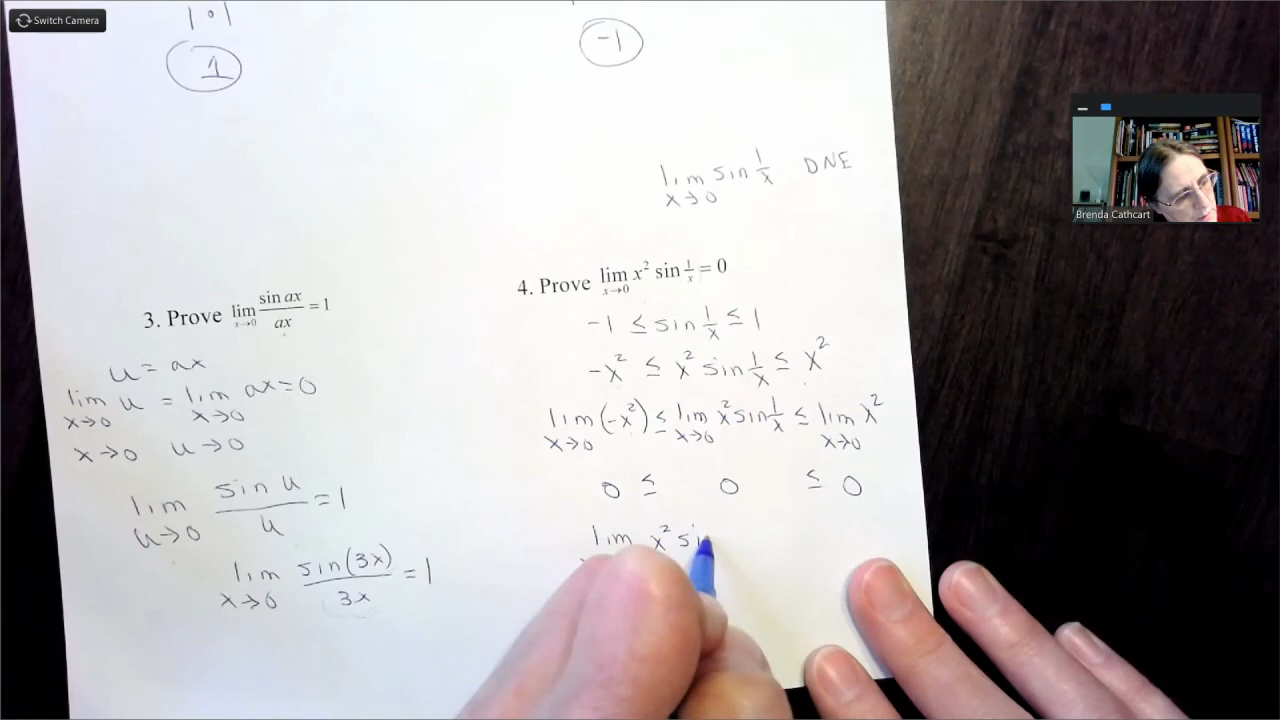 Switch Camera
1
-1
Brenda Cathcart
lim sin 1/x DNE
x→0
3. Prove lim sin ax / ax = 1
x→0
u = ax
lim u = lim ax = 0
x→0 x→0
x→0 u→0
lim sin u / u = 1
u→0
lim sin(3x) / 3x = 1
x→0
4. Prove lim x² sin 1/x = 0
x→0
-1 ≤ sin 1/x ≤ 1
-x² ≤ x² sin 1/x ≤ x²
lim (-x²) ≤ lim x² sin 1/x ≤ lim x²
x→0 x→0 x→0
0 ≤ 0 ≤ 0
lim x² si